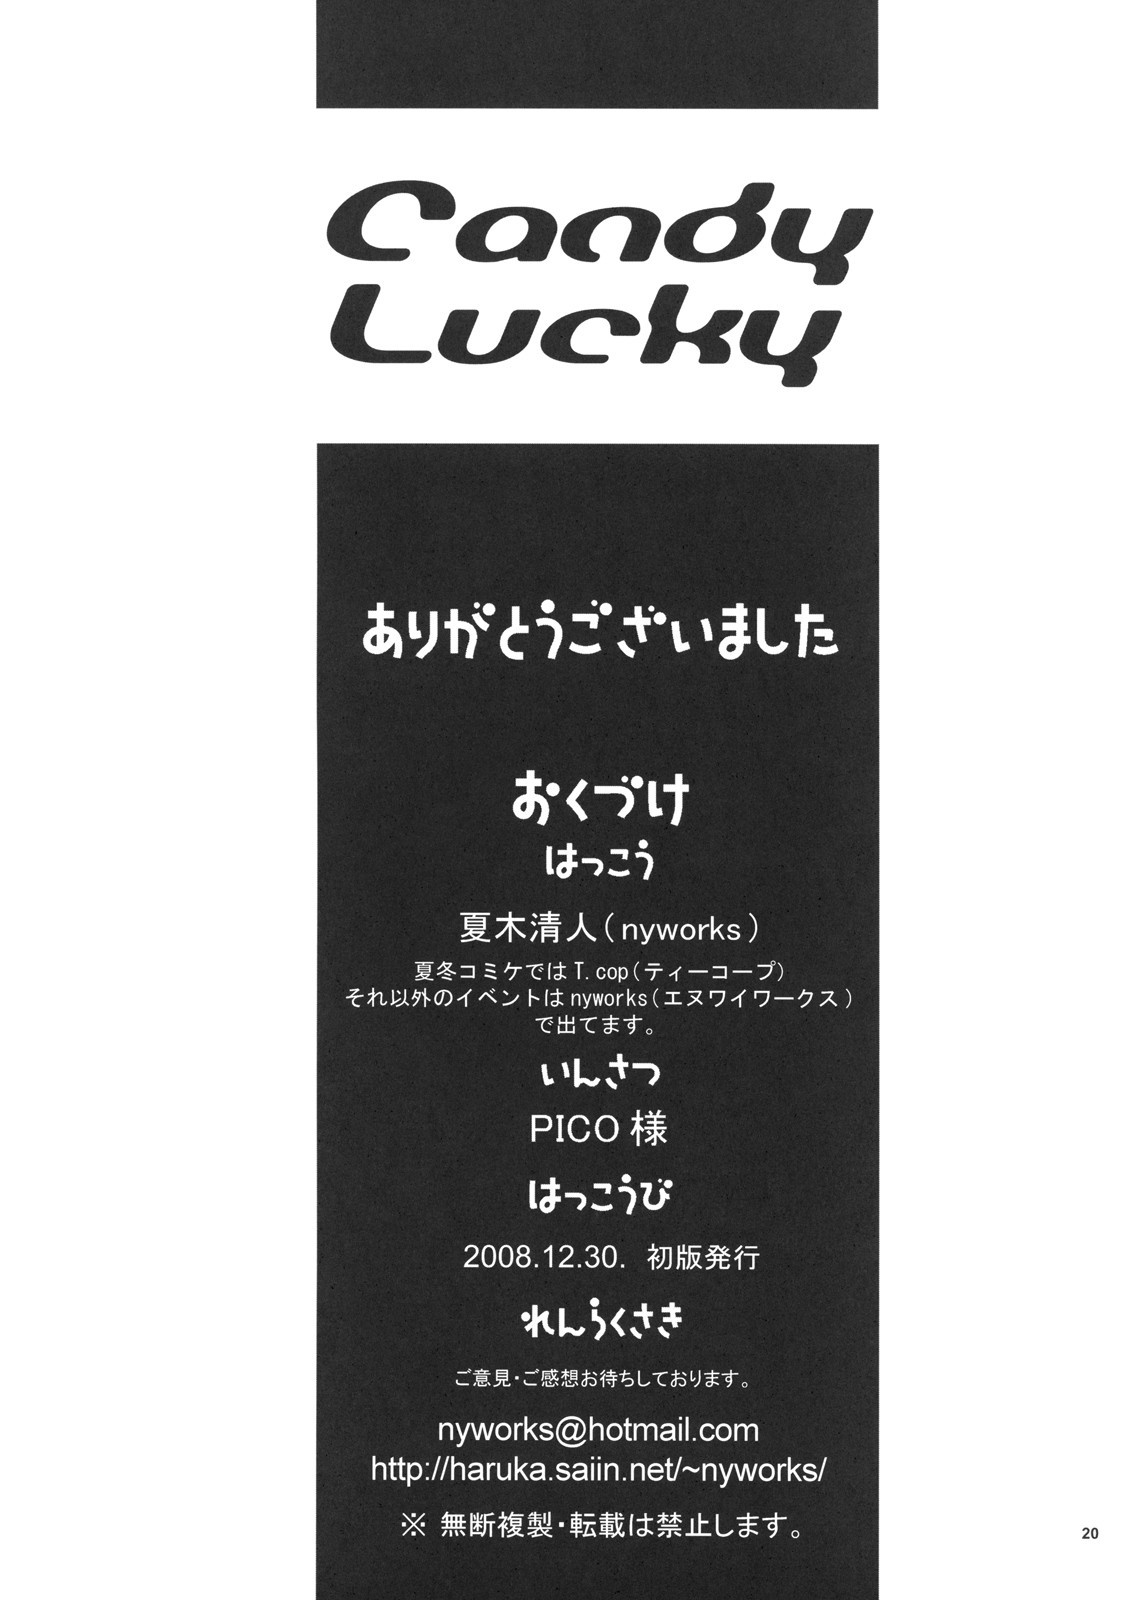 Candy
Lucky
ありがとうございました
おくづけ
はっこう
夏木清人(nyworks)
夏冬コミケではT.cop(ティーコープ)
それ以外のイベントはnyworks(エヌワイワークス)
で出てます。
いんさつ
PICO様
はっこうび
2008.12.30. 初版発行
れんらくさき
ご意見・ご感想お待ちしております。
nyworks@hotmail.com
http://haruka.saiin.net/~nyworks/
※ 無断複製・転載は禁止します。
20